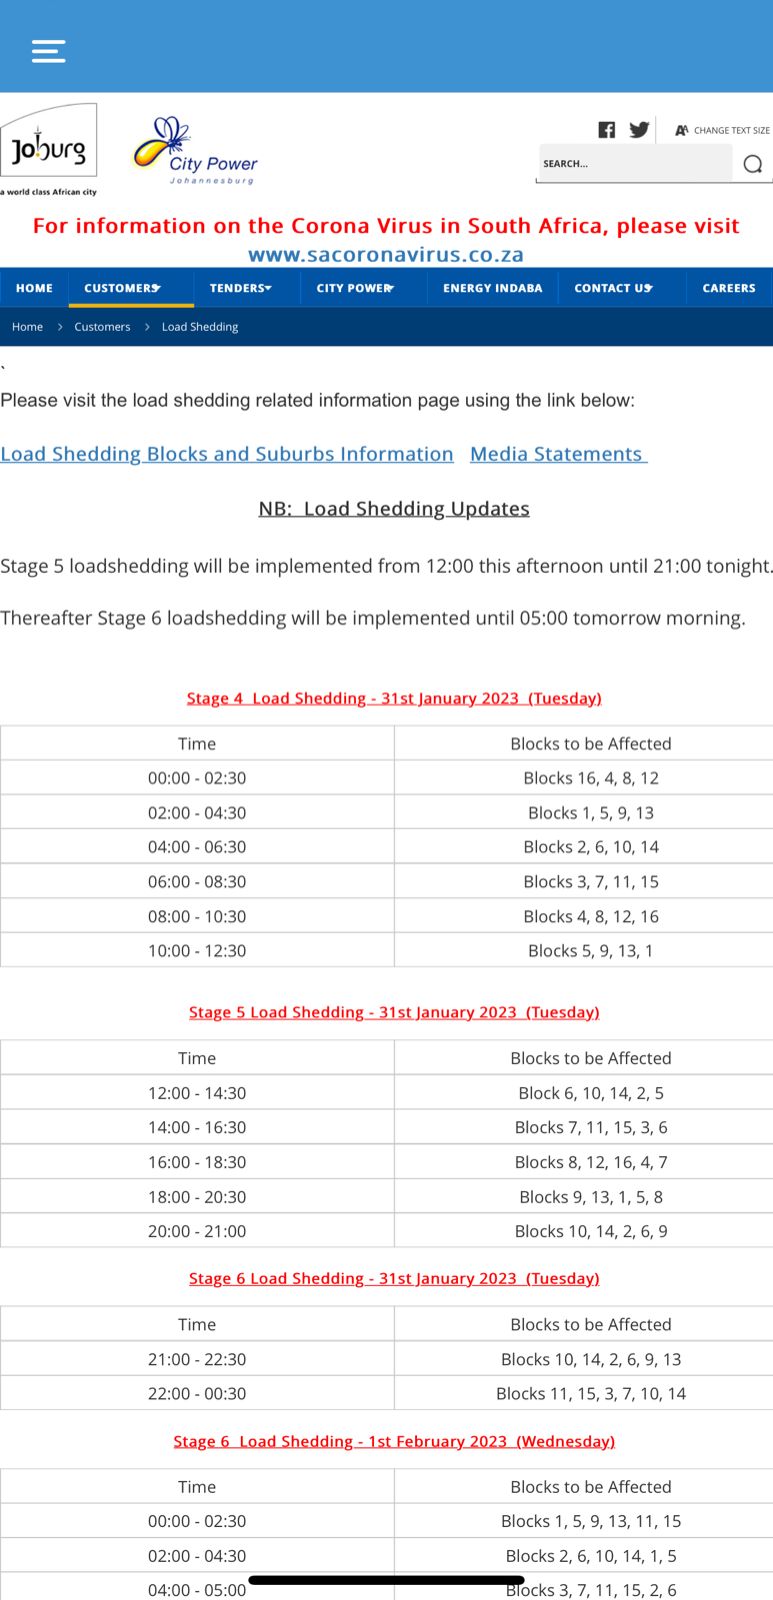 Joburg
a world class African city
City Power
Johannesburg
CHANGE TEXT SIZE
SEARCH...
For information on the Corona Virus in South Africa, please visit
www.sacoronavirus.co.za
HOME CUSTOMERS TENDERS CITY POWER ENERGY INDABA CONTACT US CAREERS
Home > Customers > Load Shedding
`
Please visit the load shedding related information page using the link below:
Load Shedding Blocks and Suburbs Information Media Statements
NB: Load Shedding Updates
Stage 5 loadshedding will be implemented from 12:00 this afternoon until 21:00 tonight.
Thereafter Stage 6 loadshedding will be implemented until 05:00 tomorrow morning.
Stage 4 Load Shedding - 31st January 2023 (Tuesday)
Time Blocks to be Affected
00:00 - 02:30 Blocks 16, 4, 8, 12
02:00 - 04:30 Blocks 1, 5, 9, 13
04:00 - 06:30 Blocks 2, 6, 10, 14
06:00 - 08:30 Blocks 3, 7, 11, 15
08:00 - 10:30 Blocks 4, 8, 12, 16
10:00 - 12:30 Blocks 5, 9, 13, 1
Stage 5 Load Shedding - 31st January 2023 (Tuesday)
Time Blocks to be Affected
12:00 - 14:30 Block 6, 10, 14, 2, 5
14:00 - 16:30 Blocks 7, 11, 15, 3, 6
16:00 - 18:30 Blocks 8, 12, 16, 4, 7
18:00 - 20:30 Blocks 9, 13, 1, 5, 8
20:00 - 21:00 Blocks 10, 14, 2, 6, 9
Stage 6 Load Shedding - 31st January 2023 (Tuesday)
Time Blocks to be Affected
21:00 - 22:30 Blocks 10, 14, 2, 6, 9, 13
22:00 - 00:30 Blocks 11, 15, 3, 7, 10, 14
Stage 6 Load Shedding - 1st February 2023 (Wednesday)
Time Blocks to be Affected
00:00 - 02:30 Blocks 1, 5, 9, 13, 11, 15
02:00 - 04:30 Blocks 2, 6, 10, 14, 1, 5
04:00 - 05:00 Blocks 3, 7, 11, 15, 2, 6